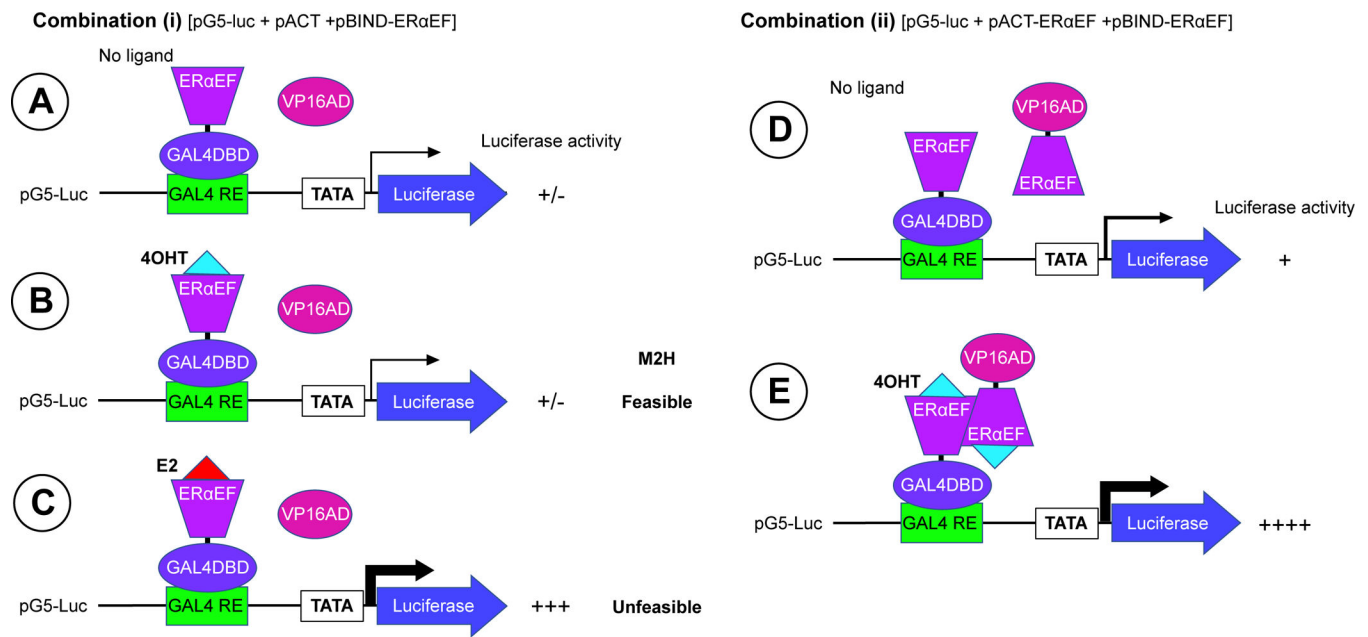 Combination (i) [pG5-luc + pACT +pBIND-ERαEF]
No ligand
A
ERαEF
VP16AD
GAL4DBD
Luciferase activity
pG5-Luc
GAL4 RE
TATA
Luciferase
+/-
4OHT
B
ERαEF
VP16AD
GAL4DBD
M2H
pG5-Luc
GAL4 RE
TATA
Luciferase
+/-
Feasible
E2
C
ERαEF
VP16AD
GAL4DBD
pG5-Luc
GAL4 RE
TATA
Luciferase
+++
Unfeasible
Combination (ii) [pG5-luc + pACT-ERαEF +pBIND-ERαEF]
No ligand
D
VP16AD
ERαEF
ERαEF
GAL4DBD
Luciferase activity
pG5-Luc
GAL4 RE
TATA
Luciferase
+
E
VP16AD
4OHT
ERαEF
ERαEF
GAL4DBD
pG5-Luc
GAL4 RE
TATA
Luciferase
++++